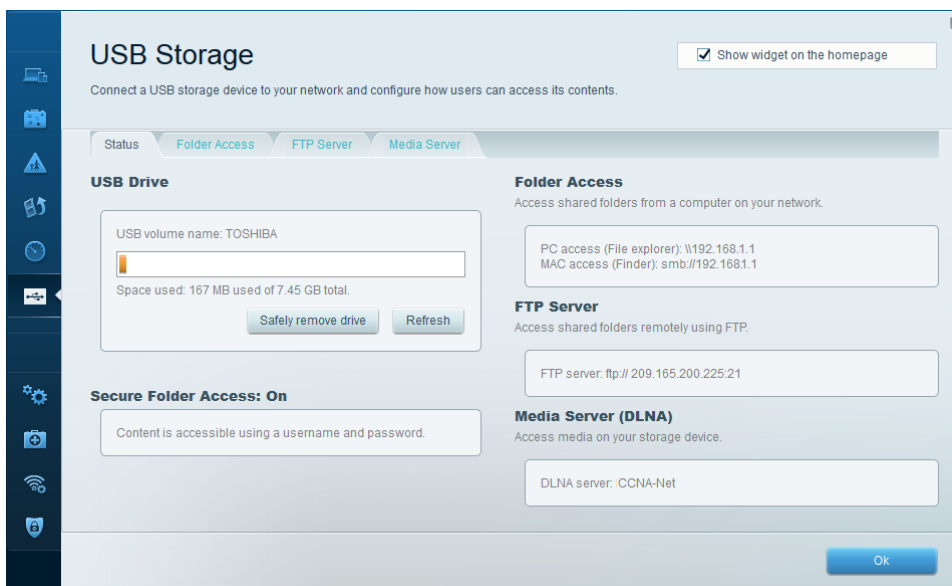 USB Storage
Show widget on the homepage
Connect a USB storage device to your network and configure how users can access its contents.
Status
Folder Access
FTP Server
Media Server
USB Drive
USB volume name: TOSHIBA
Space used: 167 MB used of 7.45 GB total.
Safely remove drive
Refresh
Secure Folder Access: On
Content is accessible using a username and password.
Folder Access
Access shared folders from a computer on your network.
PC access (File explorer): \\192.168.1.1
MAC access (Finder): smb://192.168.1.1
FTP Server
Access shared folders remotely using FTP.
FTP server: ftp:// 209.165.200.225:21
Media Server (DLNA)
Access media on your storage device.
DLNA server: CCNA-Net
Ok